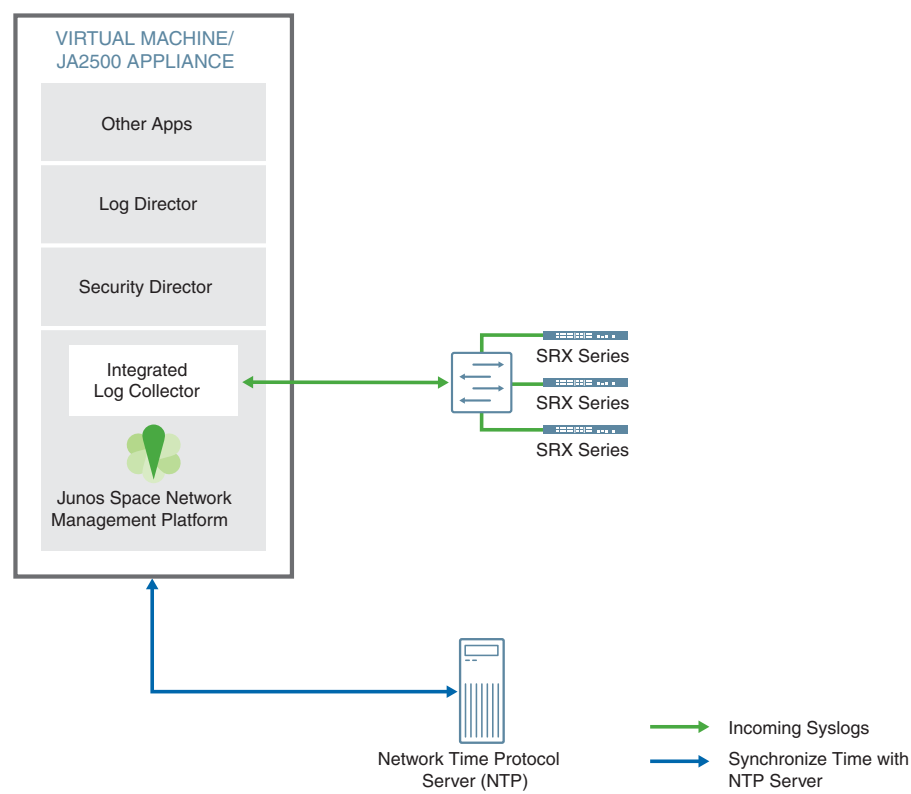 VIRTUAL MACHINE/
JA2500 APPLIANCE
Other Apps
Log Director
Security Director
Integrated
Log Collector
Junos Space Network
Management Platform
SRX Series
SRX Series
SRX Series
Network Time Protocol
Server (NTP)
Incoming Syslogs
Synchronize Time with
NTP Server